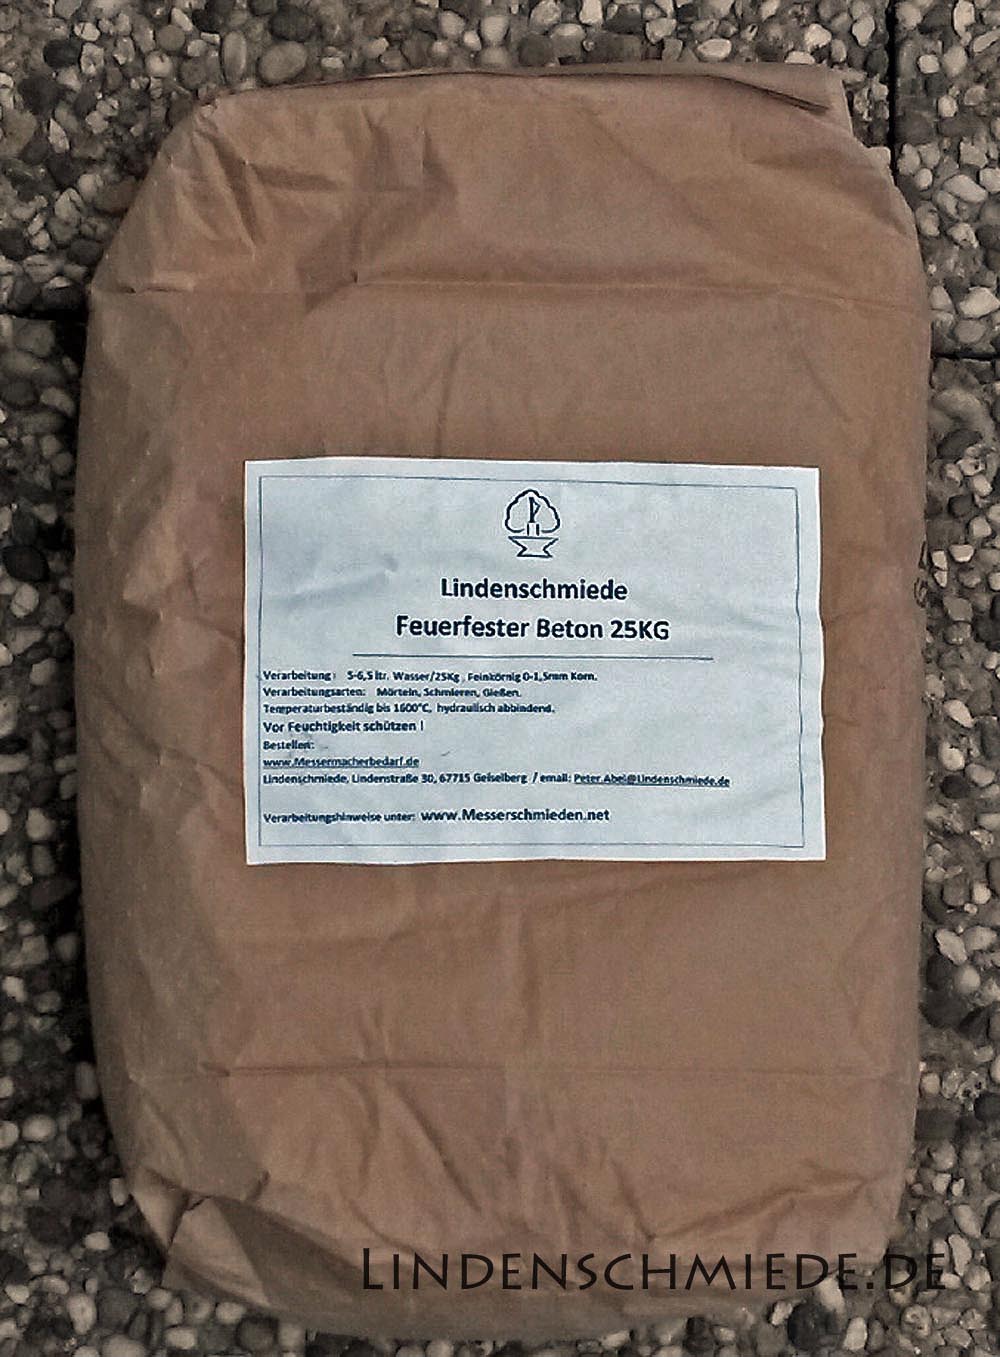 Lindenschmiede
Feuerfester Beton 25KG
Verarbeitung: 5-6,5 ltr. Wasser/25Kg, Feinkörnig 0-1,5mm Korn.
Verarbeitungsarten: Mörteln, Schmieren, Gießen.
Temperaturbeständig bis 1600°C, hydraulisch abbindend.
Vor Feuchtigkeit schützen !
Bestellen:
www.Messermacherbedarf.de
Lindenschmiede, Lindenstraße 30, 67715 Geiselberg / email: Peter.Abel@Lindenschmiede.de
Verarbeitungshinweise unter: www.Messerschmieden.net
LINDENSCHMIEDE.DE